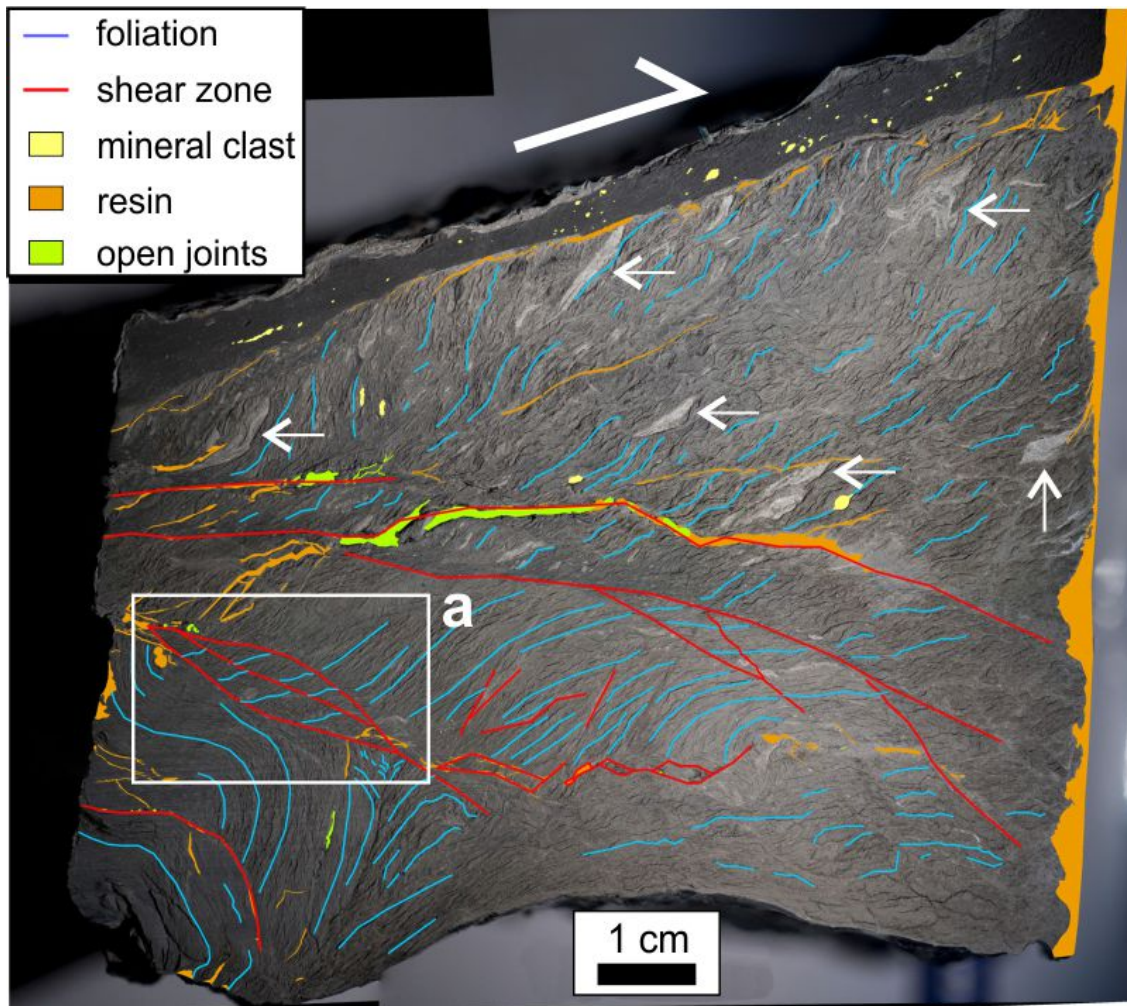 foliation
shear zone
mineral clast
resin
open joints
a
1 cm